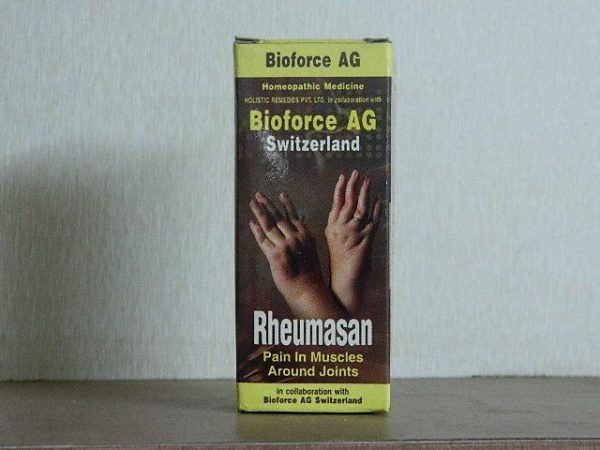 Bioforce AG
Homeopathic Medicine
HOLISTIC REMEDIES PVT. LTD. in collaboration with
Bioforce AG
Switzerland
Rheumasan
Pain In Muscles
Around Joints
in collaboration with
Bioforce AG Switzerland